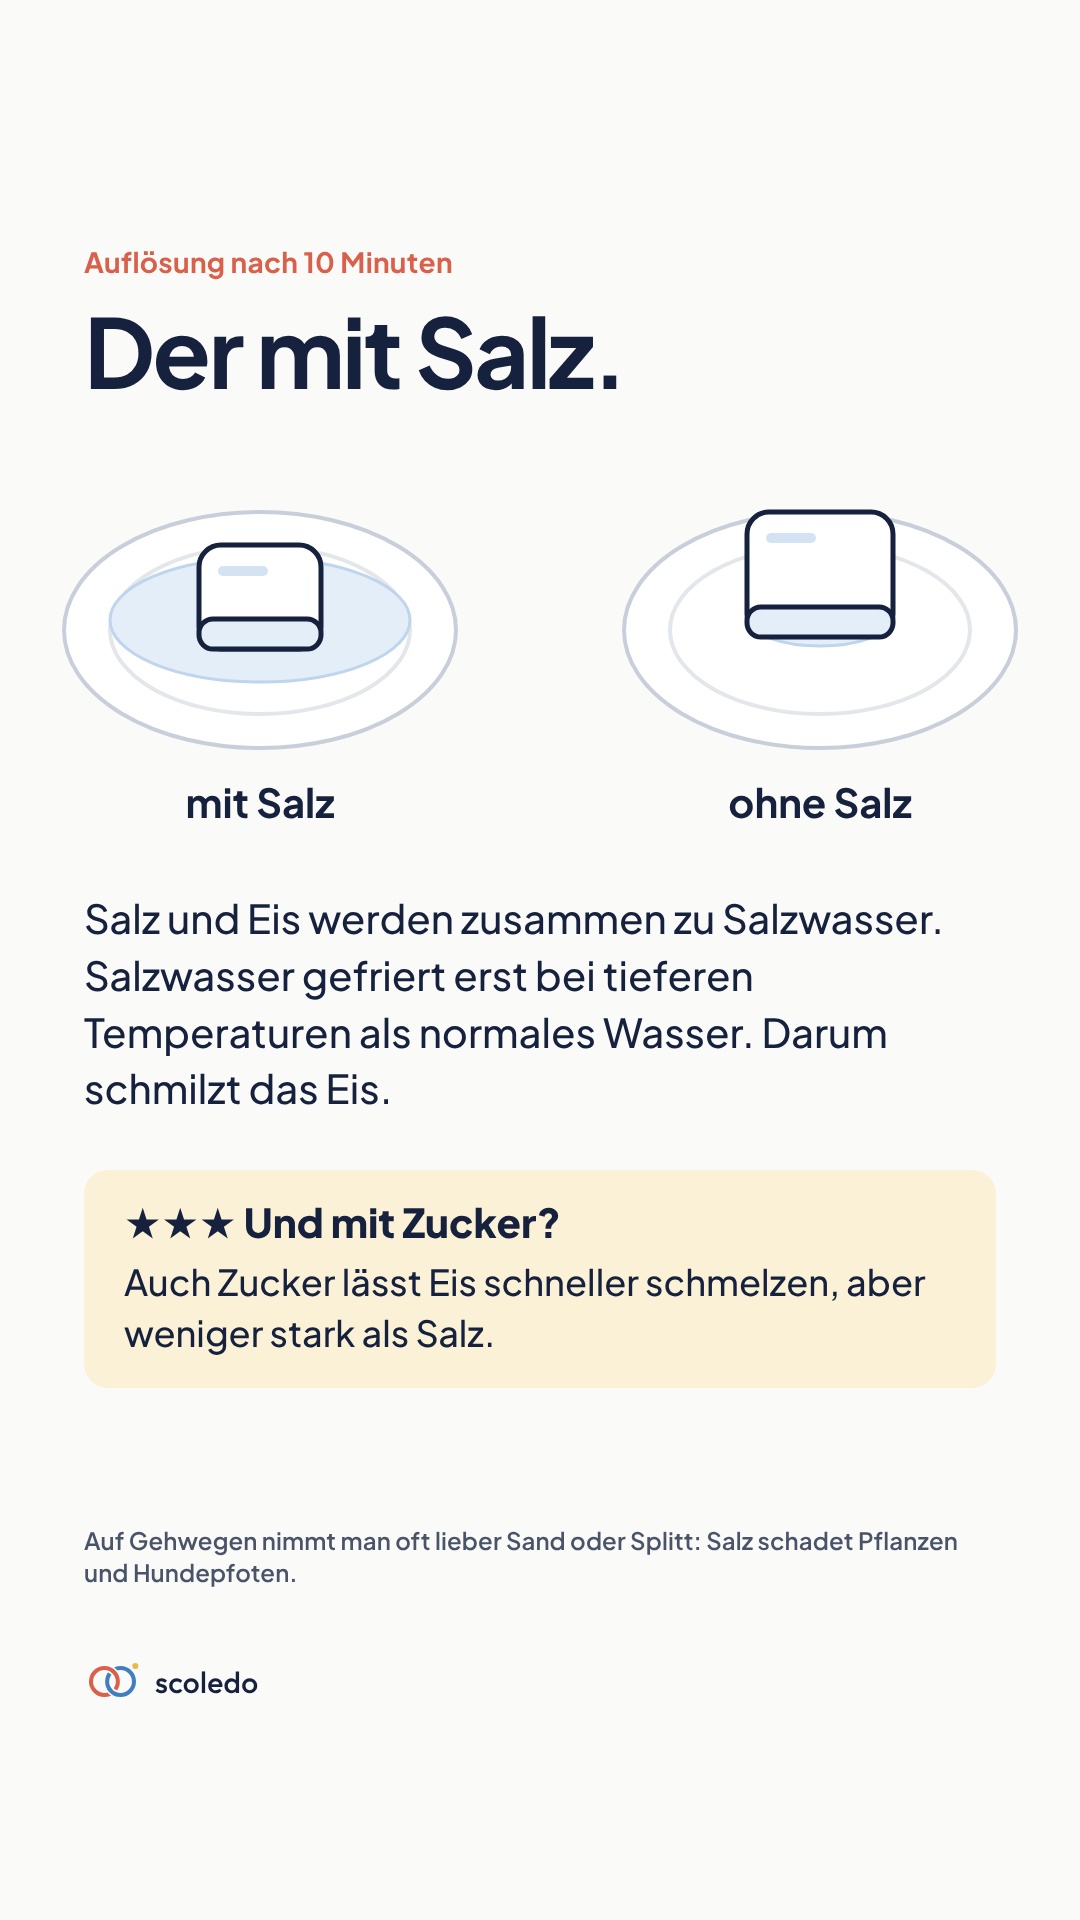 Auflösung nach 10 Minuten
Der mit Salz.
mit Salz
ohne Salz
Salz und Eis werden zusammen zu Salzwasser.
Salzwasser gefriert erst bei tieferen
Temperaturen als normales Wasser. Darum
schmilzt das Eis.
★★★ Und mit Zucker?
Auch Zucker lässt Eis schneller schmelzen, aber
weniger stark als Salz.
Auf Gehwegen nimmt man oft lieber Sand oder Splitt: Salz schadet Pflanzen
und Hundepfoten.
scoledo